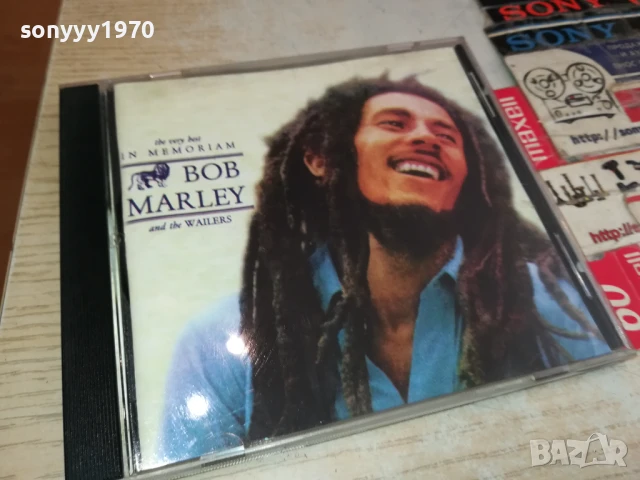 sonyyy1970
the very best
IN MEMORIAM
BOB
MARLEY
and the WAILERS
SONY
SONY
maxell
http://
http://e
BAZAR